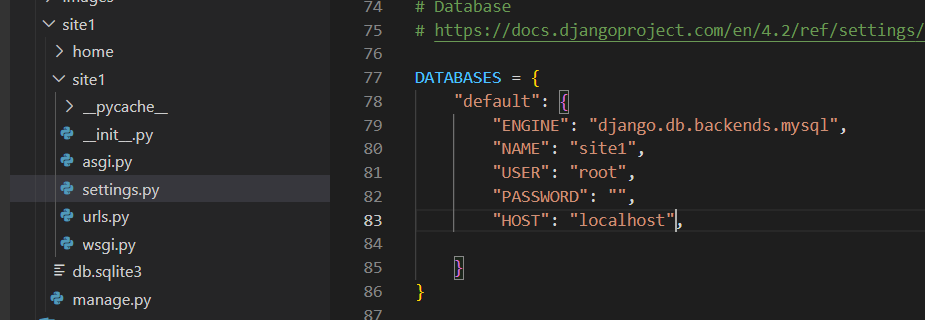 images
site1
home
site1
__pycache__
__init__.py
asgi.py
settings.py
urls.py
wsgi.py
db.sqlite3
manage.py
74 # Database
75 # https://docs.djangoproject.com/en/4.2/ref/settings/
76
77 DATABASES = {
78 "default": {
79 "ENGINE": "django.db.backends.mysql",
80 "NAME": "site1",
81 "USER": "root",
82 "PASSWORD": "",
83 "HOST": "localhost",
84
85 }
86 }
87